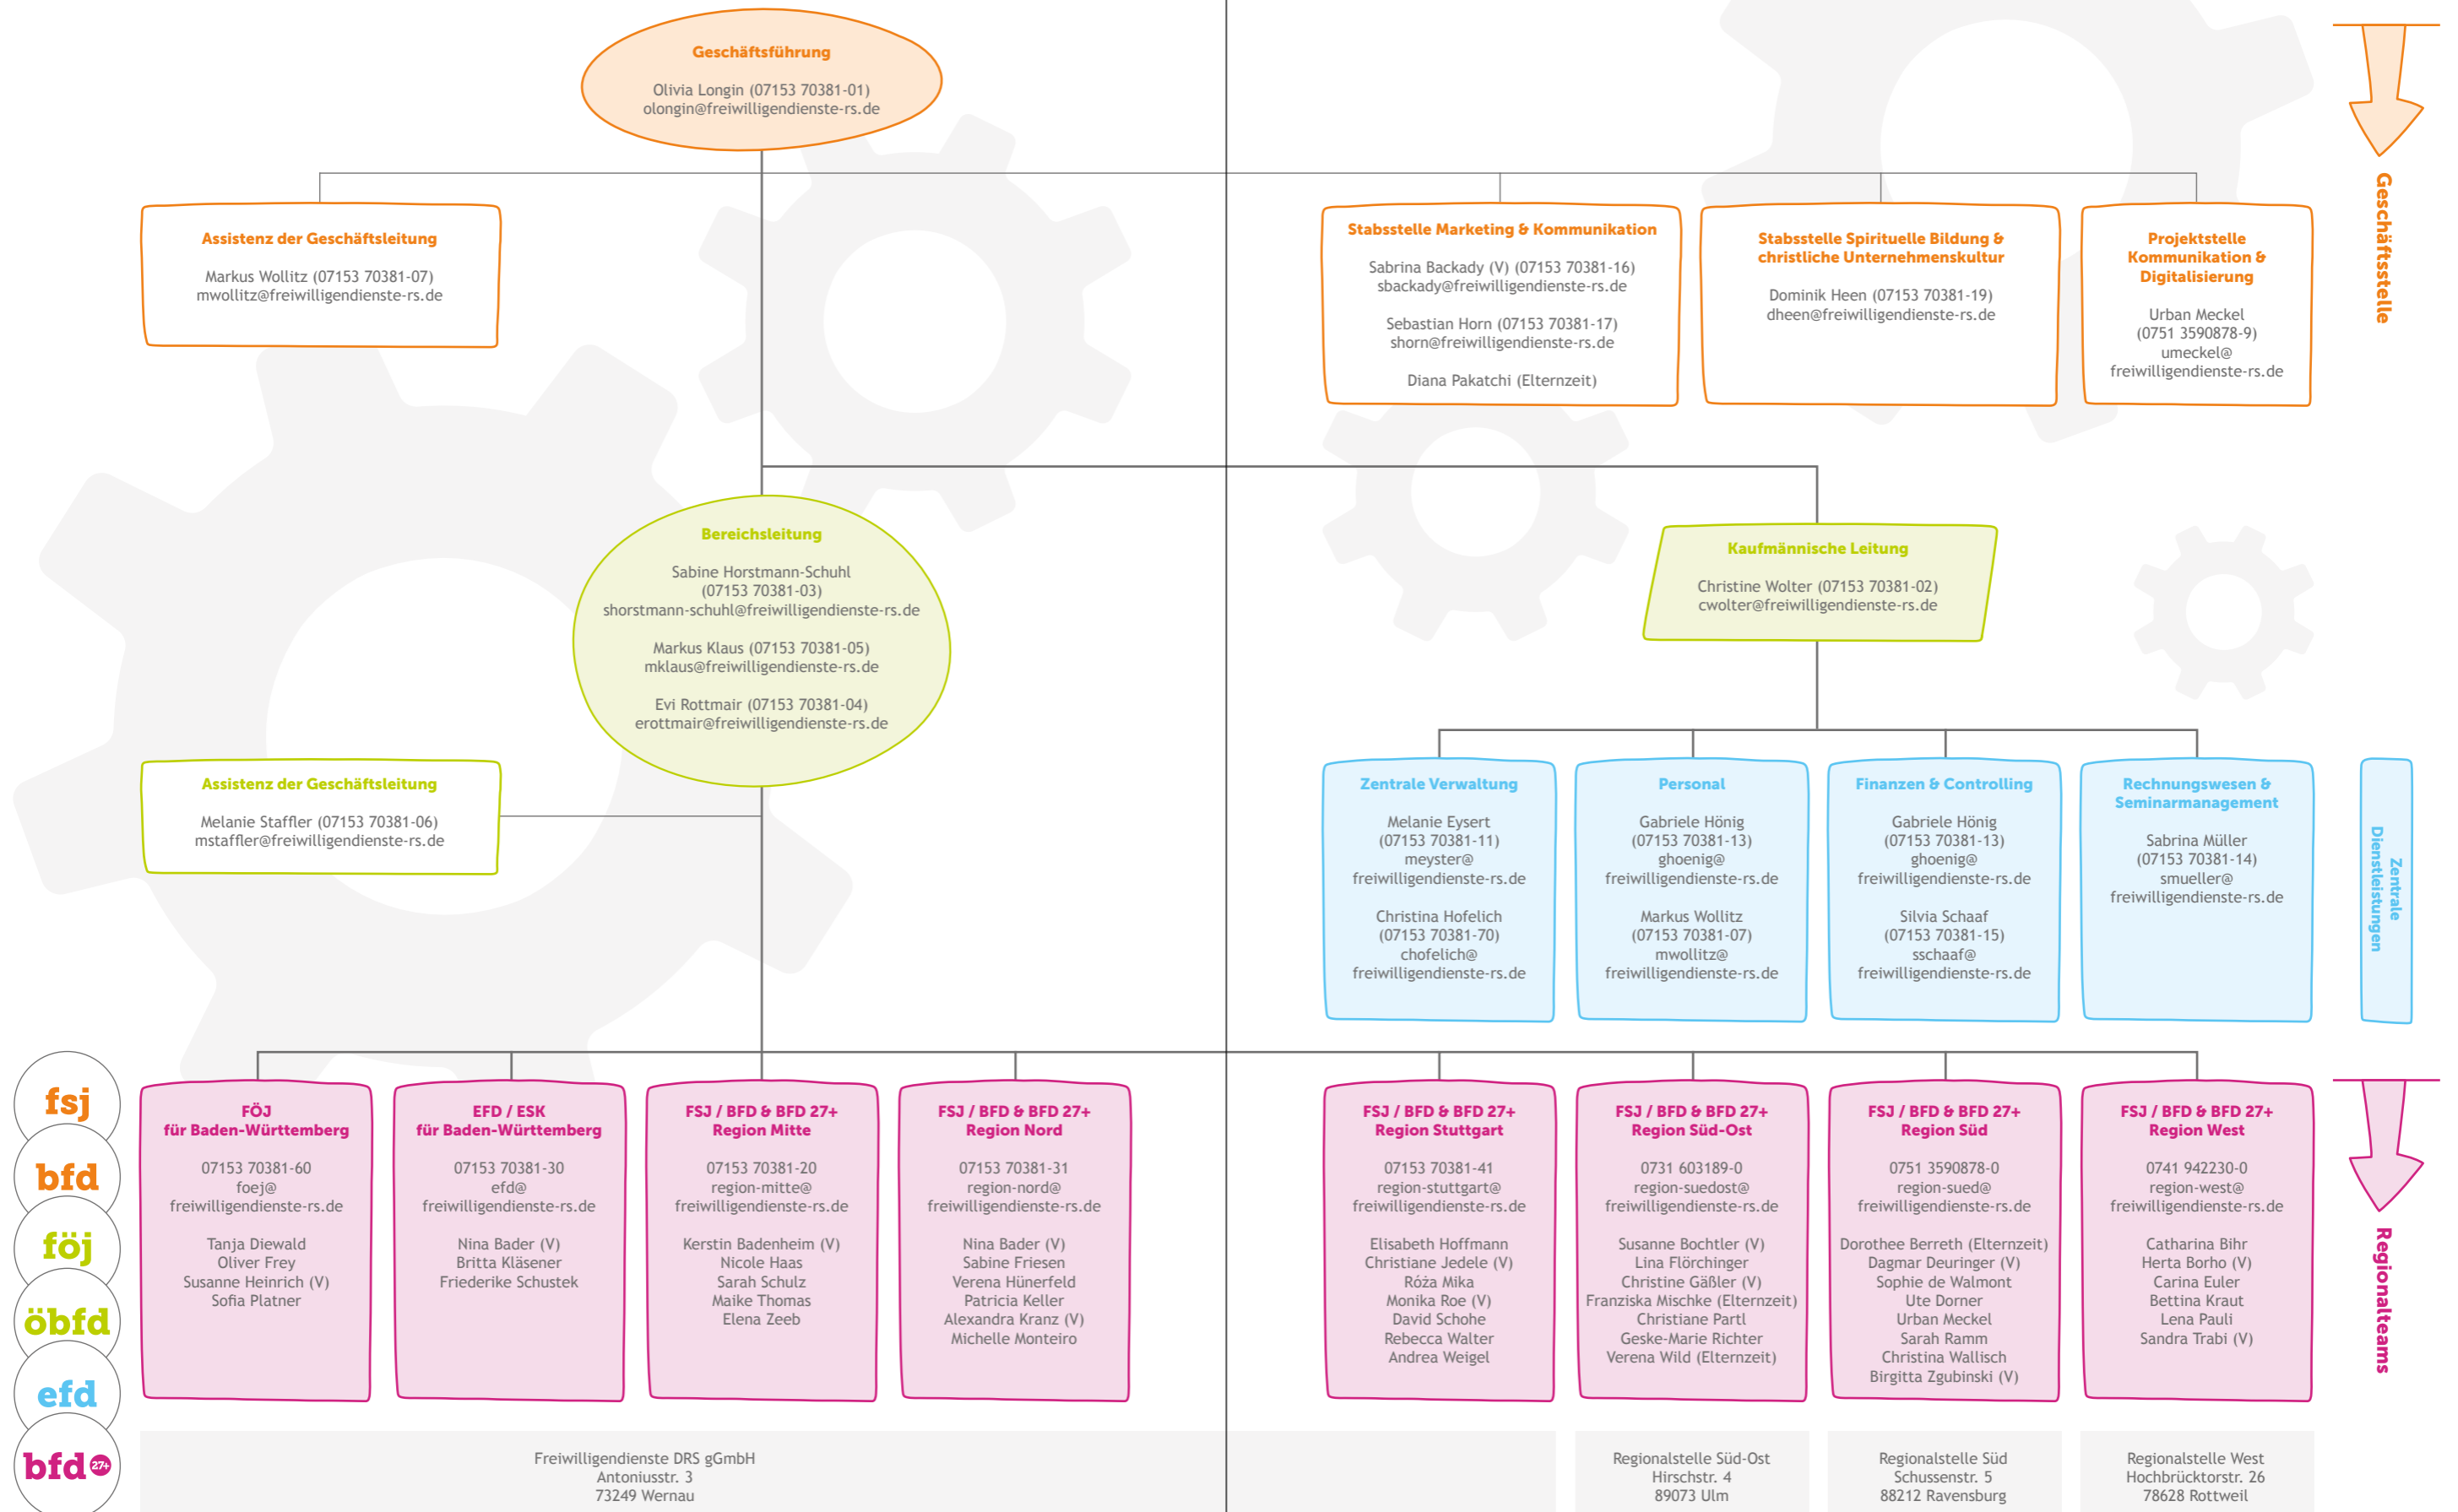 Geschäftsführung
Olivia Longin (07153 70381-01)
olongin@freiwilligendienste-rs.de
Assistenz der Geschäftsleitung
Markus Wollitz (07153 70381-07)
mwollitz@freiwilligendienste-rs.de
Stabsstelle Marketing & Kommunikation
Sabrina Backady (V) (07153 70381-16)
sbackady@freiwilligendienste-rs.de
Sebastian Horn (07153 70381-17)
shorn@freiwilligendienste-rs.de
Diana Pakatchi (Elternzeit)
Stabsstelle Spirituelle Bildung &
christliche Unternehmenskultur
Dominik Heen (07153 70381-19)
dheen@freiwilligendienste-rs.de
Projektstelle
Kommunikation &
Digitalisierung
Urban Meckel
(0751 3590878-9)
umeckel@
freiwilligendienste-rs.de
Geschäftsstelle
Bereichsleitung
Sabine Horstmann-Schuhl
(07153 70381-03)
shorstmann-schuhl@freiwilligendienste-rs.de
Markus Klaus (07153 70381-05)
mklaus@freiwilligendienste-rs.de
Evi Rottmair (07153 70381-04)
erottmair@freiwilligendienste-rs.de
Kaufmännische Leitung
Christine Wolter (07153 70381-02)
cwolter@freiwilligendienste-rs.de
Assistenz der Geschäftsleitung
Melanie Staffler (07153 70381-06)
mstaffler@freiwilligendienste-rs.de
Zentrale Verwaltung
Melanie Eysert
(07153 70381-11)
meyster@
freiwilligendienste-rs.de
Christina Hofelich
(07153 70381-70)
chofelich@
freiwilligendienste-rs.de
Personal
Gabriele Hönig
(07153 70381-13)
ghoenig@
freiwilligendienste-rs.de
Markus Wollitz
(07153 70381-07)
mwollitz@
freiwilligendienste-rs.de
Finanzen & Controlling
Gabriele Hönig
(07153 70381-13)
ghoenig@
freiwilligendienste-rs.de
Silvia Schaaf
(07153 70381-15)
sschaaf@
freiwilligendienste-rs.de
Rechnungswesen &
Seminarmanagement
Sabrina Müller
(07153 70381-14)
smueller@
freiwilligendienste-rs.de
Zentrale
Dienstleistungen
fsj
bfd
föj
öbfd
efd
bfd 27+
FÖJ
für Baden-Württemberg
07153 70381-60
foej@
freiwilligendienste-rs.de
Tanja Diewald
Oliver Frey
Susanne Heinrich (V)
Sofia Platner
EFD / ESK
für Baden-Württemberg
07153 70381-30
efd@
freiwilligendienste-rs.de
Nina Bader (V)
Britta Kläsener
Friederike Schustek
FSJ / BFD & BFD 27+
Region Mitte
07153 70381-20
region-mitte@
freiwilligendienste-rs.de
Kerstin Badenheim (V)
Nicole Haas
Sarah Schulz
Maike Thomas
Elena Zeeb
FSJ / BFD & BFD 27+
Region Nord
07153 70381-31
region-nord@
freiwilligendienste-rs.de
Nina Bader (V)
Sabine Friesen
Verena Hünerfeld
Patricia Keller
Alexandra Kranz (V)
Michelle Monteiro
FSJ / BFD & BFD 27+
Region Stuttgart
07153 70381-41
region-stuttgart@
freiwilligendienste-rs.de
Elisabeth Hoffmann
Christiane Jedele (V)
Róża Mika
Monika Roe (V)
David Schohe
Rebecca Walter
Andrea Weigel
FSJ / BFD & BFD 27+
Region Süd-Ost
0731 603189-0
region-suedost@
freiwilligendienste-rs.de
Susanne Bochtler (V)
Lina Flörchinger
Christine Gäßler (V)
Franziska Mischke (Elternzeit)
Christiane Partl
Geske-Marie Richter
Verena Wild (Elternzeit)
FSJ / BFD & BFD 27+
Region Süd
0751 3590878-0
region-sued@
freiwilligendienste-rs.de
Dorothee Berreth (Elternzeit)
Dagmar Deuringer (V)
Sophie de Walmont
Ute Dorner
Urban Meckel
Sarah Ramm
Christina Wallisch
Birgitta Zgubinski (V)
FSJ / BFD & BFD 27+
Region West
0741 942230-0
region-west@
freiwilligendienste-rs.de
Catharina Bihr
Herta Borho (V)
Carina Euler
Bettina Kraut
Lena Pauli
Sandra Trabi (V)
Regionalteams
Freiwilligendienste DRS gGmbH
Antoniusstr. 3
73249 Wernau
Regionalstelle Süd-Ost
Hirschstr. 4
89073 Ulm
Regionalstelle Süd
Schussenstr. 5
88212 Ravensburg
Regionalstelle West
Hochbrücktorstr. 26
78628 Rottweil